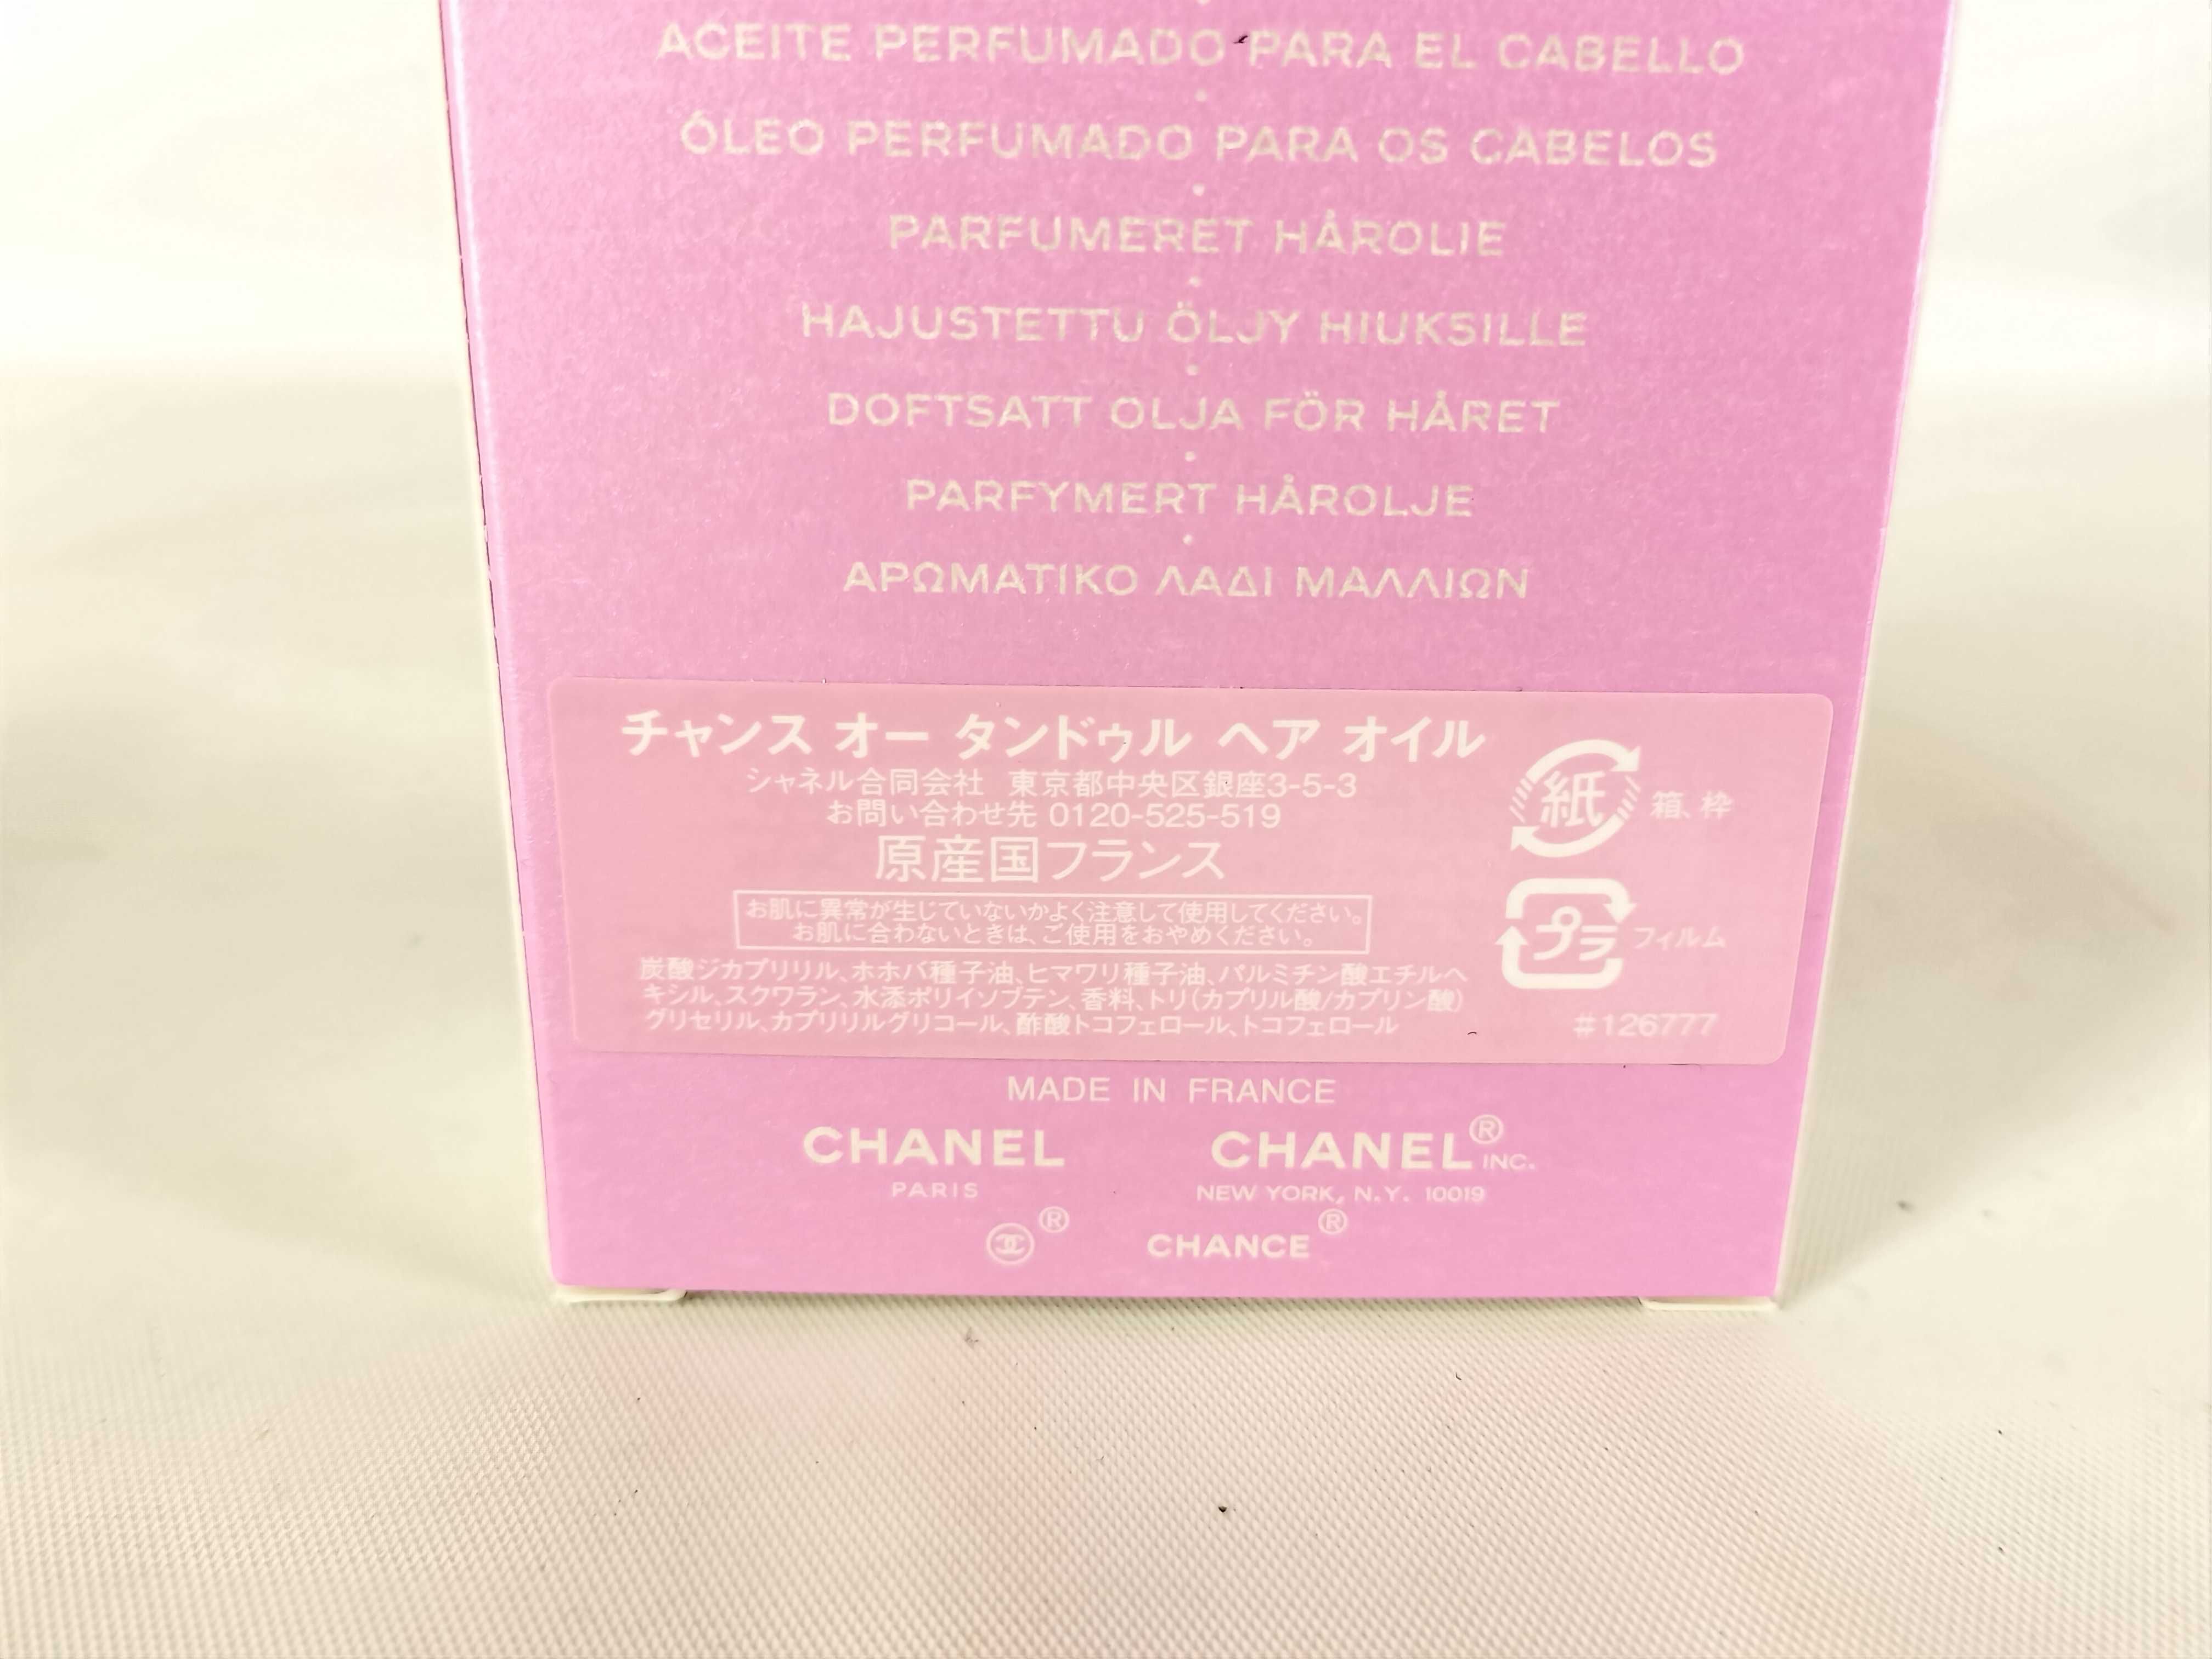 ACEITE PERFUMADO PARA EL CABELLO
ÓLEO PERFUMADO PARA OS CABELOS
PARFUMERET HÅROLIE
HAJUSTETTU ÖLJY HIUKSILLE
DOFTSATT OLJA FÖR HÅRET
PARFYMERT HÅROLJE
ΑΡΩΜΑΤΙΚΟ ΛΑΔΙ ΜΑΛΛΙΩΝ
チャンス オー タンドゥル ヘア オイル
シャネル合同会社 東京都中央区銀座3-5-3
お問い合わせ先 0120-525-519
原産国フランス
お肌に異常が生じていないかよく注意して使用してください。
お肌に合わないときは、ご使用をおやめください。
炭酸ジカプリリル、ホホバ種子油、ヒマワリ種子油、パルミチン酸エチルヘ
キシル、スクワラン、水添ポリイソブテン、香料、トリ(カプリル酸/カプリン酸)
グリセリル、カプリリルグリコール、酢酸トコフェロール、トコフェロール
紙 箱、枠
プラ フィルム
#126777
MADE IN FRANCE
CHANEL CHANEL® INC.
PARIS NEW YORK, N.Y. 10019
® CHANCE®